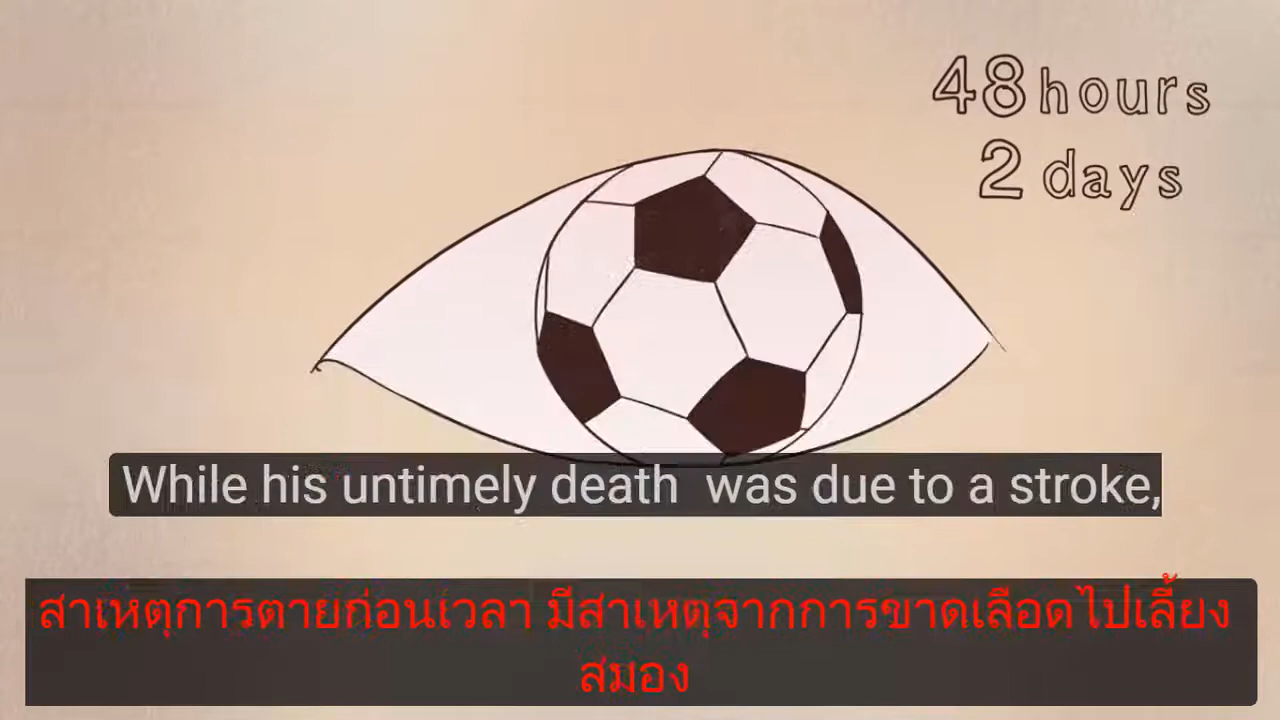 48 hours
2 days
While his untimely death was due to a stroke,
สาเหตุการตายก่อนเวลา มีสาเหตุจากการขาดเลือดไปเลี้ยง
สมอง